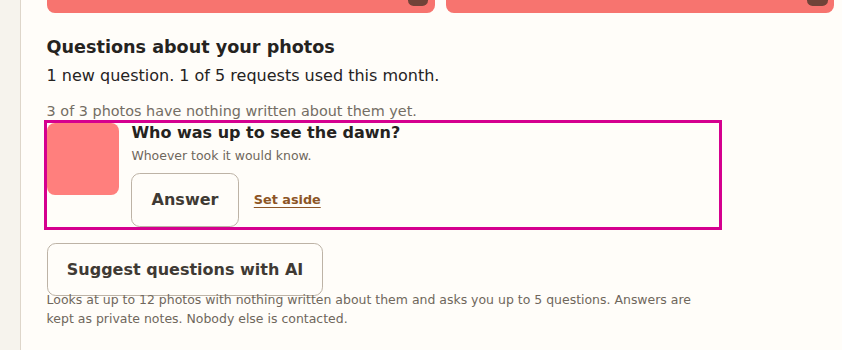 Questions about your photos
1 new question. 1 of 5 requests used this month.
3 of 3 photos have nothing written about them yet.
Who was up to see the dawn?
Whoever took it would know.
Answer
Set aside
Suggest questions with AI
Looks at up to 12 photos with nothing written about them and asks you up to 5 questions. Answers are
kept as private notes. Nobody else is contacted.